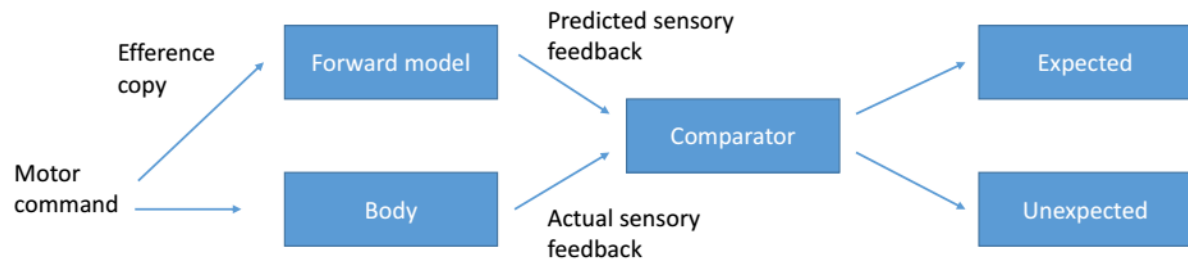 Predicted sensory
feedback
Efference
copy
Forward model
Expected
Comparator
Motor
command
Body
Unexpected
Actual sensory
feedback